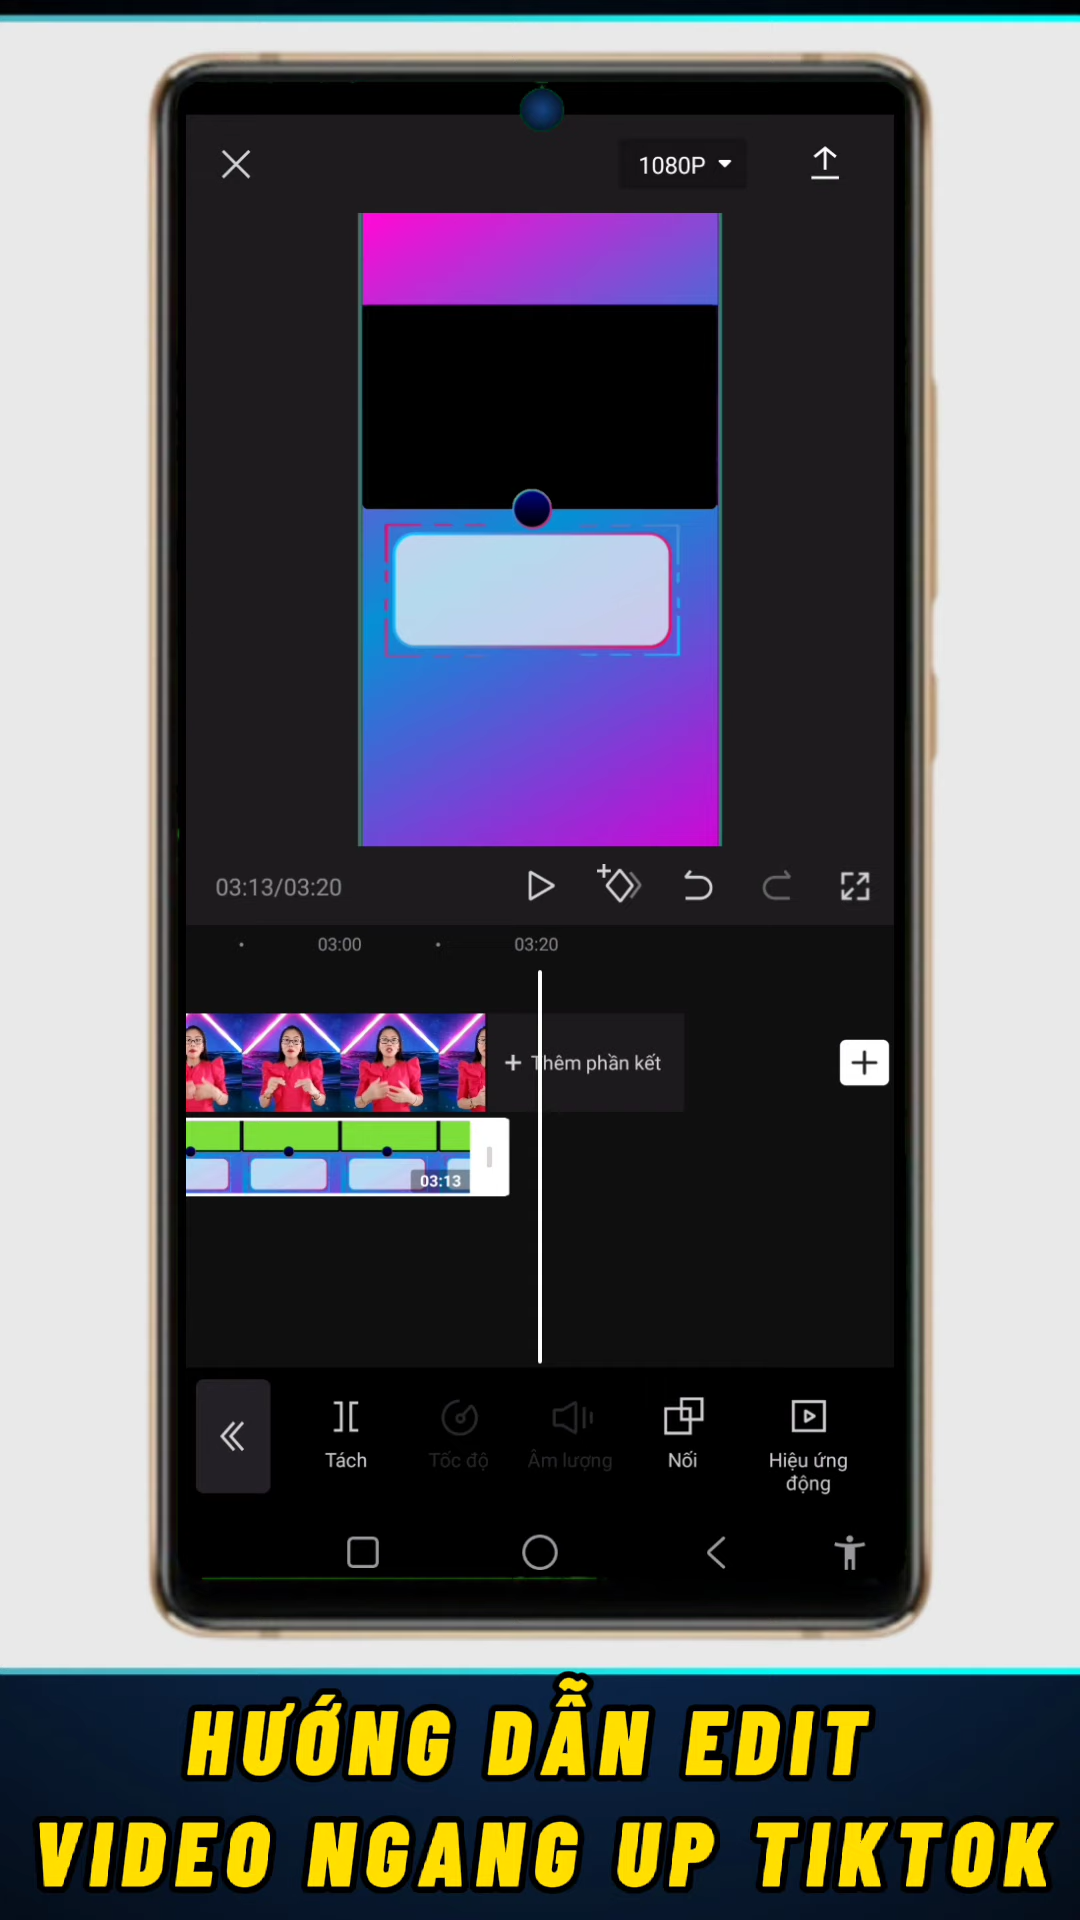 1080P
03:13/03:20
03:00
03:20
+ Thêm phần kết
03:13
Tách
Tốc độ
Âm lượng
Nối
Hiệu ứng
động
HƯỚNG DẪN EDIT
VIDEO NGANG UP TIKTOK